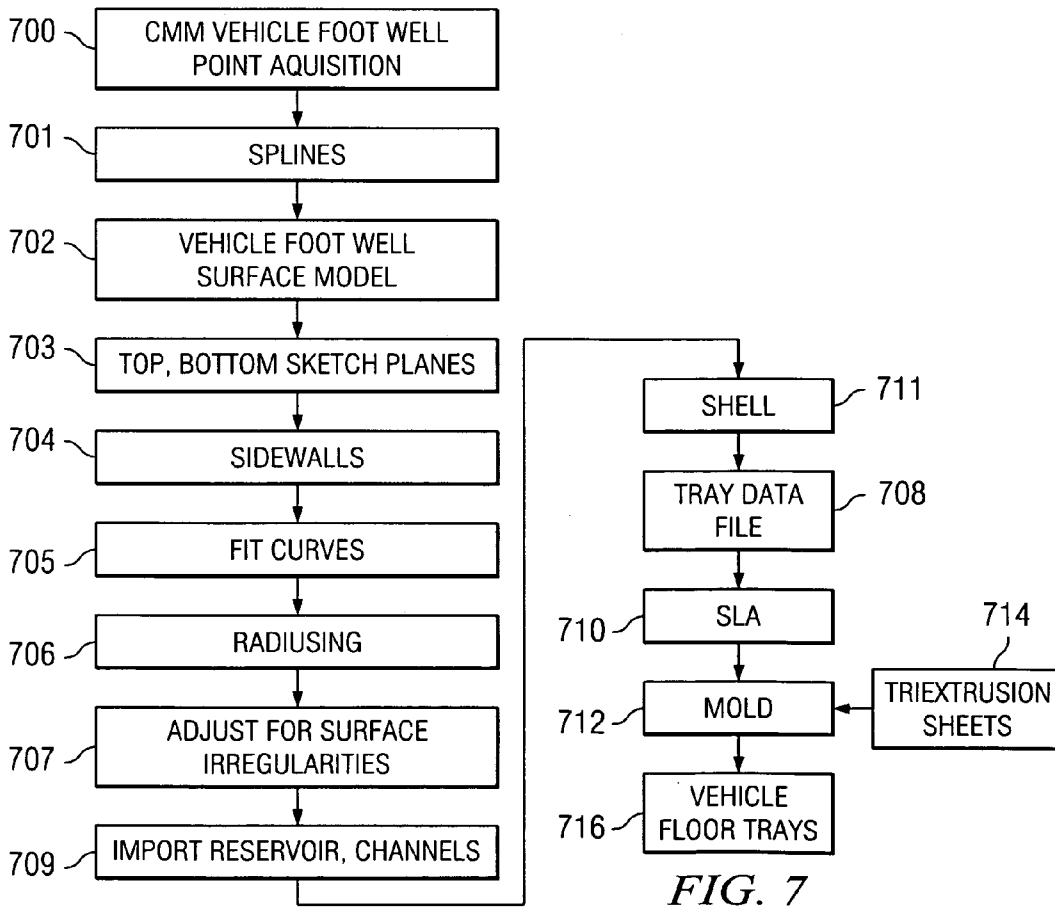 700
CMM VEHICLE FOOT WELL
POINT AQUISITION
701
SPLINES
702
VEHICLE FOOT WELL
SURFACE MODEL
703
TOP, BOTTOM SKETCH PLANES
704
SIDEWALLS
705
FIT CURVES
706
RADIUSING
707
ADJUST FOR SURFACE
IRREGULARITIES
709
IMPORT RESERVOIR, CHANNELS
SHELL
711
TRAY DATA
FILE
708
710
SLA
714
TRIEXTRUSION
SHEETS
712
MOLD
716
VEHICLE
FLOOR TRAYS
FIG. 7